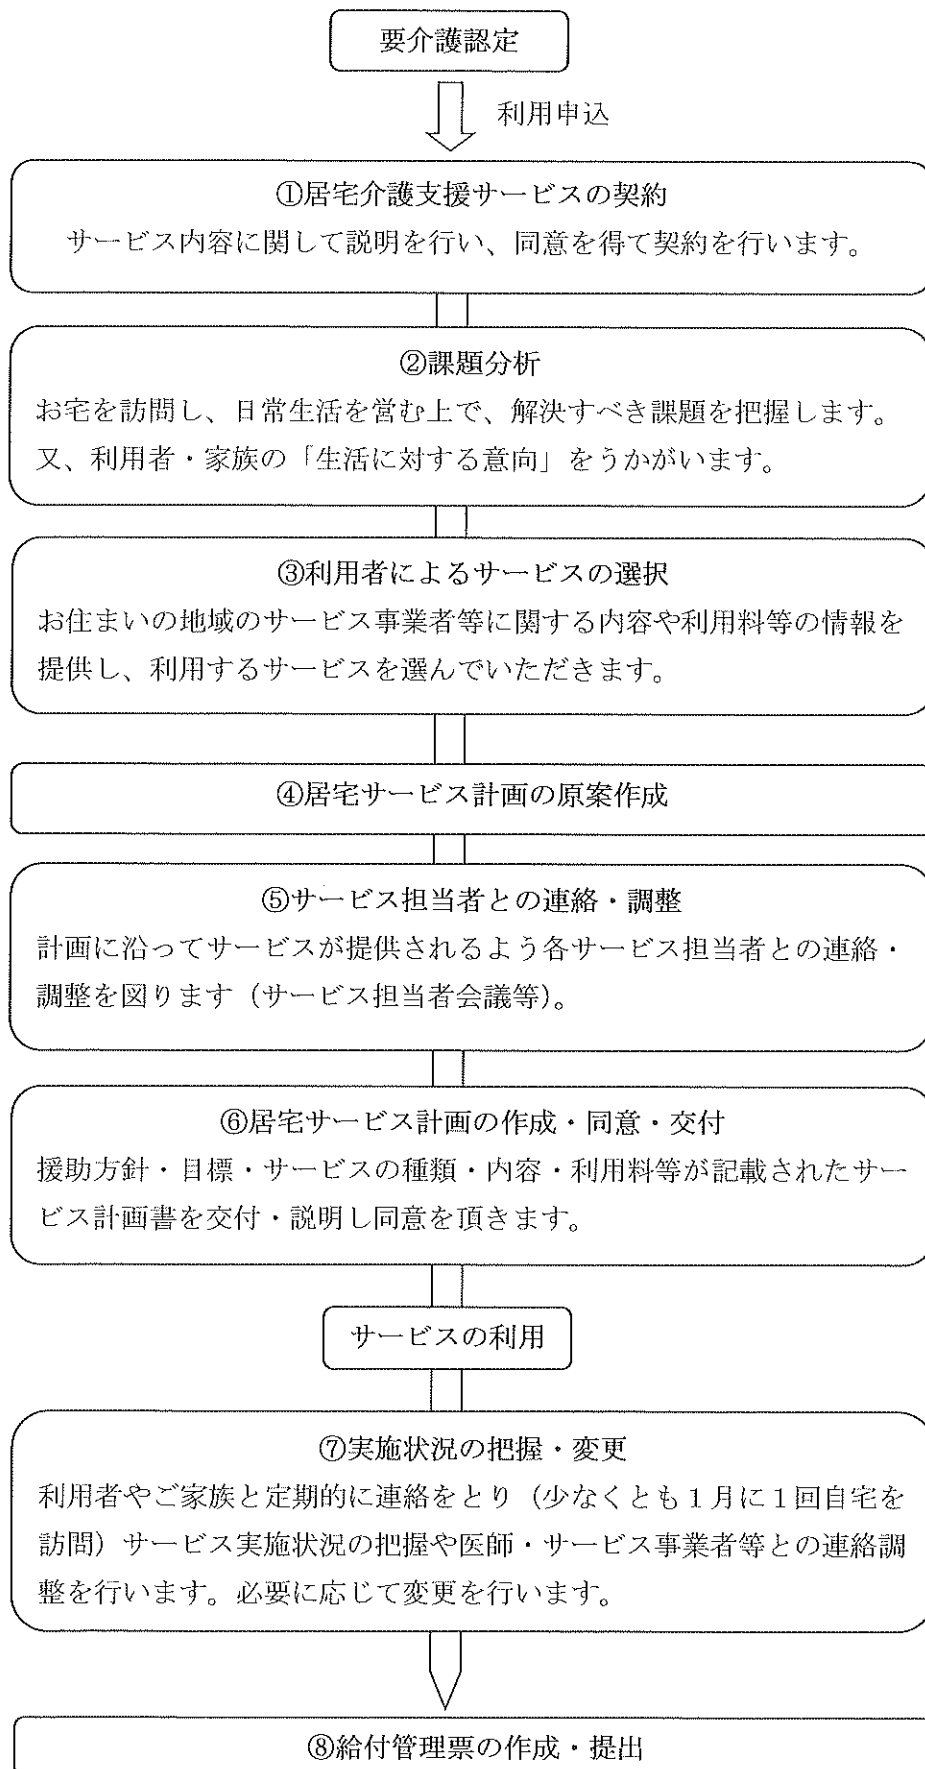 要介護認定
利用申込
①居宅介護支援サービスの契約
サービス内容に関して説明を行い、同意を得て契約を行います。
②課題分析
お宅を訪問し、日常生活を営む上で、解決すべき課題を把握します。
又、利用者・家族の「生活に対する意向」をうかがいます。
③利用者によるサービスの選択
お住まいの地域のサービス事業者等に関する内容や利用料等の情報を
提供し、利用するサービスを選んでいただきます。
④居宅サービス計画の原案作成
⑤サービス担当者との連絡・調整
計画に沿ってサービスが提供されるよう各サービス担当者との連絡・
調整を図ります（サービス担当者会議等）。
⑥居宅サービス計画の作成・同意・交付
援助方針・目標・サービスの種類・内容・利用料等が記載されたサー
ビス計画書を交付・説明し同意を頂きます。
サービスの利用
⑦実施状況の把握・変更
利用者やご家族と定期的に連絡をとり（少なくとも１月に１回自宅を
訪問）サービス実施状況の把握や医師・サービス事業者等との連絡調
整を行います。必要に応じて変更を行います。
⑧給付管理票の作成・提出